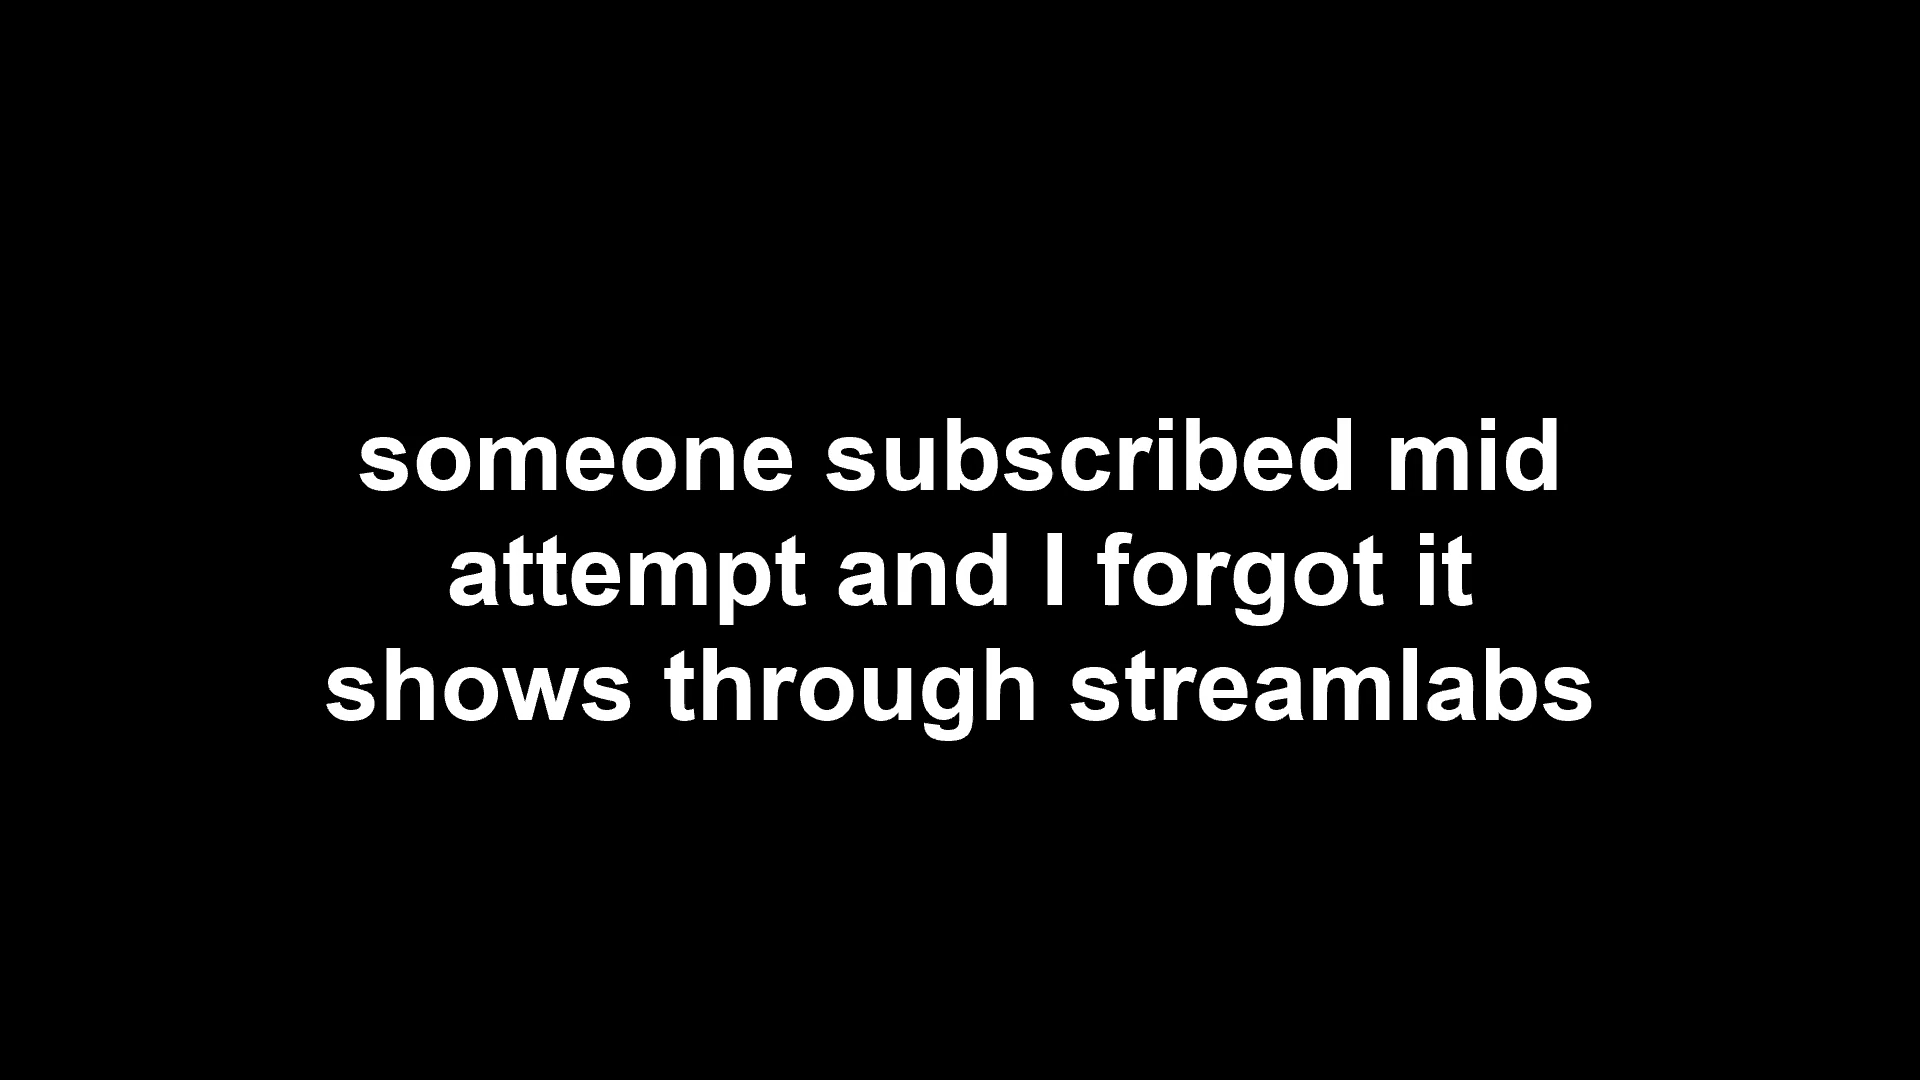 someone subscribed mid
attempt and I forgot it
shows through streamlabs